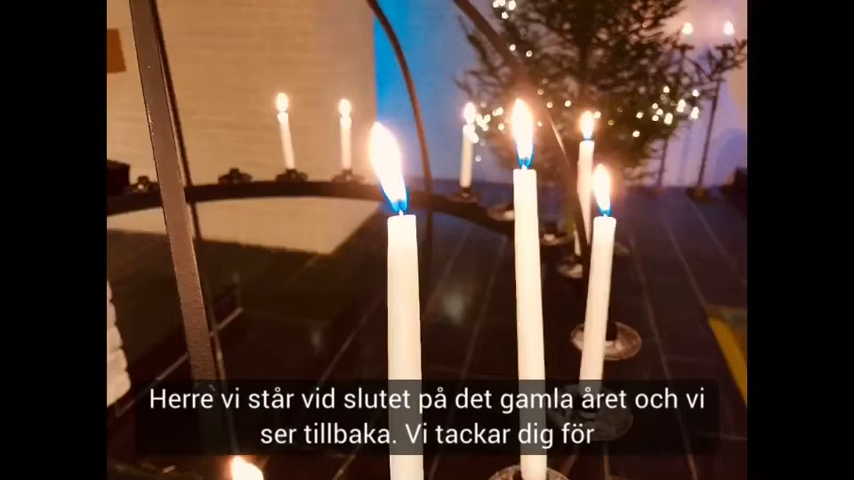 Herre vi står vid slutet på det gamla året och vi
ser tillbaka. Vi tackar dig för